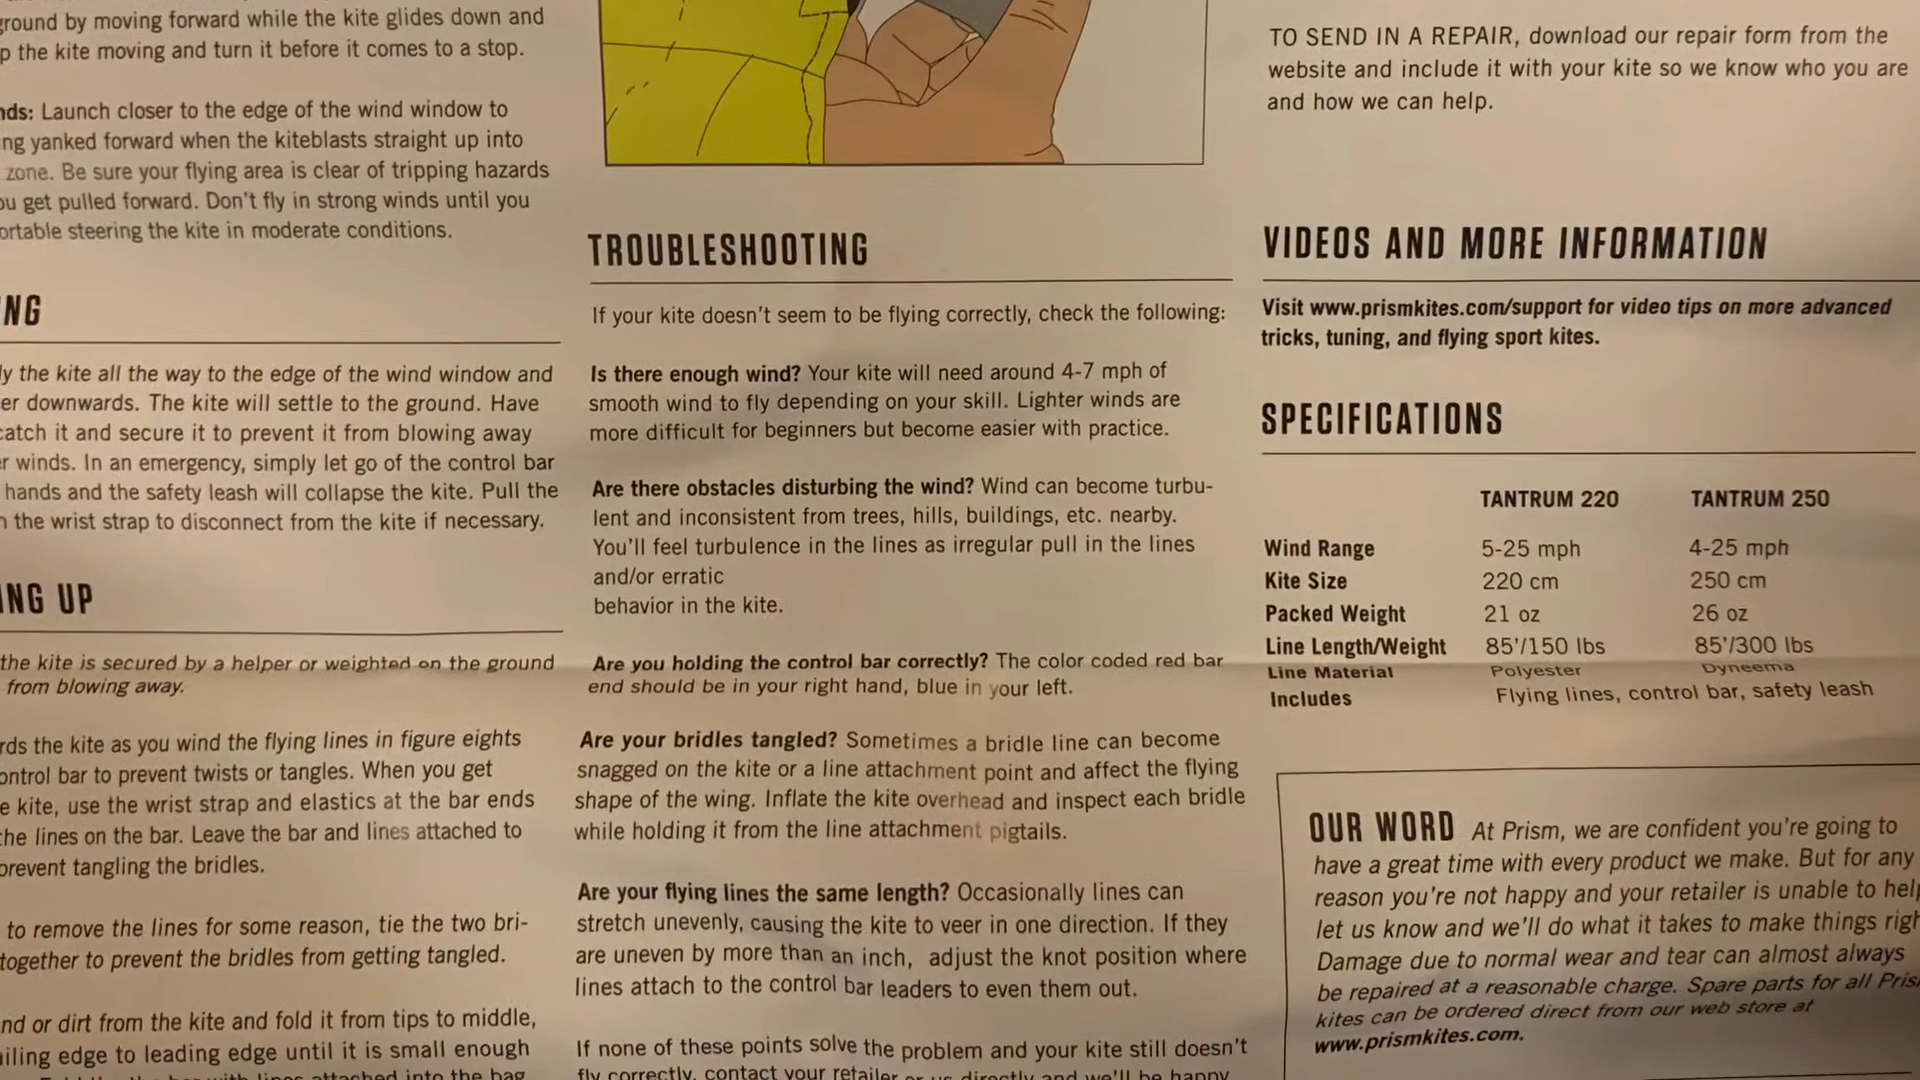 ground by moving forward while the kite glides down and
p the kite moving and turn it before it comes to a stop.
nds: Launch closer to the edge of the wind window to
ng yanked forward when the kiteblasts straight up into
zone. Be sure your flying area is clear of tripping hazards
ou get pulled forward. Don't fly in strong winds until you
ortable steering the kite in moderate conditions.
NG
ly the kite all the way to the edge of the wind window and
er downwards. The kite will settle to the ground. Have
catch it and secure it to prevent it from blowing away
r winds. In an emergency, simply let go of the control bar
hands and the safety leash will collapse the kite. Pull the
n the wrist strap to disconnect from the kite if necessary.
ING UP
the kite is secured by a helper or weighted on the ground
from blowing away.
rds the kite as you wind the flying lines in figure eights
ontrol bar to prevent twists or tangles. When you get
e kite, use the wrist strap and elastics at the bar ends
the lines on the bar. Leave the bar and lines attached to
prevent tangling the bridles.
to remove the lines for some reason, tie the two bri-
together to prevent the bridles from getting tangled.
nd or dirt from the kite and fold it from tips to middle,
iling edge to leading edge until it is small enough
lines attached into the bag
TROUBLESHOOTING
If your kite doesn't seem to be flying correctly, check the following:
Is there enough wind? Your kite will need around 4-7 mph of
smooth wind to fly depending on your skill. Lighter winds are
more difficult for beginners but become easier with practice.
Are there obstacles disturbing the wind? Wind can become turbu-
lent and inconsistent from trees, hills, buildings, etc. nearby.
You'll feel turbulence in the lines as irregular pull in the lines
and/or erratic
behavior in the kite.
Are you holding the control bar correctly? The color coded red bar
end should be in your right hand, blue in your left.
Are your bridles tangled? Sometimes a bridle line can become
snagged on the kite or a line attachment point and affect the flying
shape of the wing. Inflate the kite overhead and inspect each bridle
while holding it from the line attachment pigtails.
Are your flying lines the same length? Occasionally lines can
stretch unevenly, causing the kite to veer in one direction. If they
are uneven by more than an inch, adjust the knot position where
lines attach to the control bar leaders to even them out.
If none of these points solve the problem and your kite still doesn't
fly correctly, contact your retailer or us directly and we'll be happy
TO SEND IN A REPAIR, download our repair form from the
website and include it with your kite so we know who you are
and how we can help.
VIDEOS AND MORE INFORMATION
Visit www.prismkites.com/support for video tips on more advanced
tricks, tuning, and flying sport kites.
SPECIFICATIONS
TANTRUM 220 TANTRUM 250
Wind Range 5-25 mph 4-25 mph
Kite Size 220 cm 250 cm
Packed Weight 21 oz 26 oz
Line Length/Weight 85'/150 lbs 85'/300 lbs
Line Material Polyester Dyneema
Includes Flying lines, control bar, safety leash
OUR WORD At Prism, we are confident you're going to
have a great time with every product we make. But for any
reason you're not happy and your retailer is unable to help
let us know and we'll do what it takes to make things righ
Damage due to normal wear and tear can almost always
be repaired at a reasonable charge. Spare parts for all Pris
kites can be ordered direct from our web store at
www.prismkites.com.